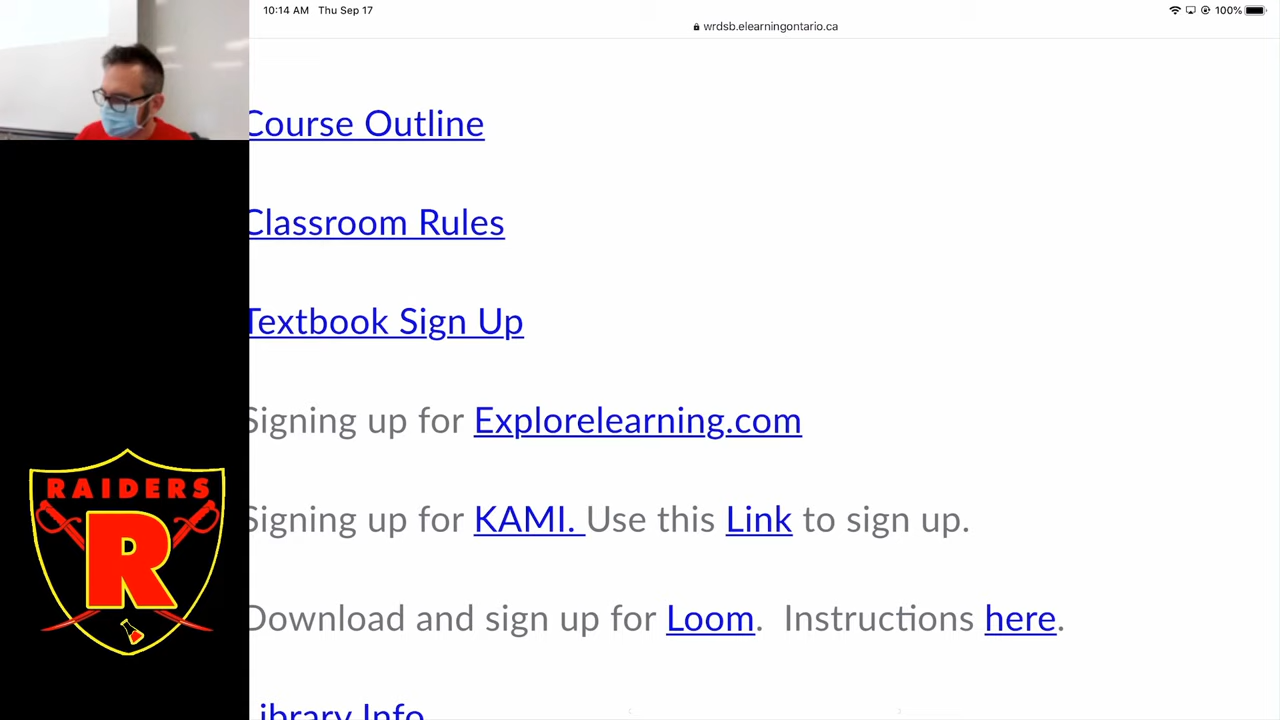 10:14 AM Thu Sep 17
100%
wrdsb.elearningontario.ca
Course Outline
Classroom Rules
Textbook Sign Up
Signing up for Explorelearning.com
Signing up for KAMI. Use this Link to sign up.
Download and sign up for Loom. Instructions here.
Library Info
RAIDERS
R